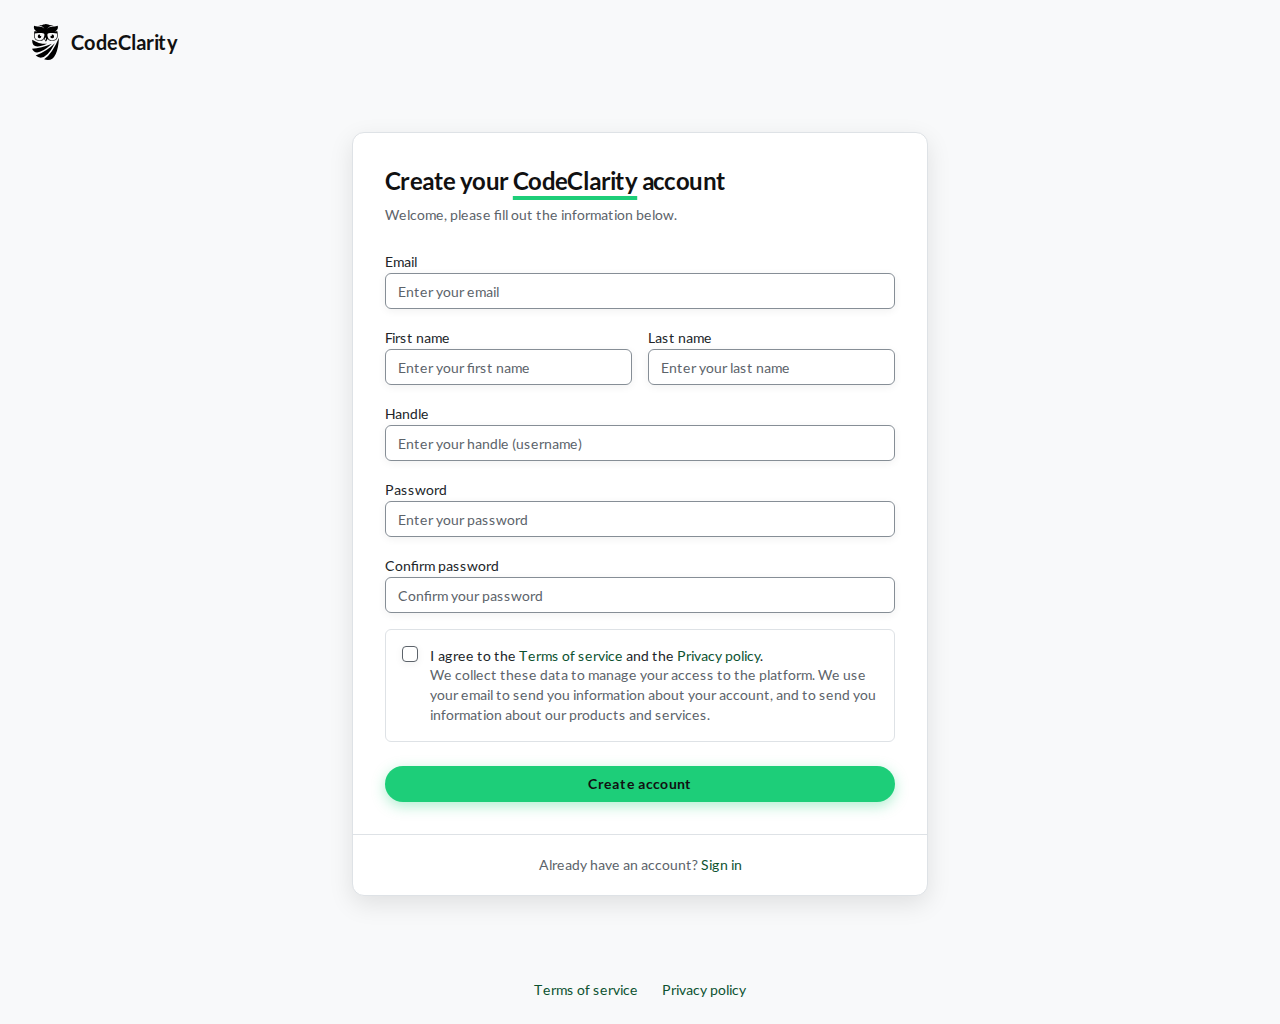 CodeClarity
Create your CodeClarity account
Welcome, please fill out the information below.
Email
Enter your email
First name
Last name
Enter your first name
Enter your last name
Handle
Enter your handle (username)
Password
Enter your password
Confirm password
Confirm your password
I agree to the Terms of service and the Privacy policy.
We collect these data to manage your access to the platform. We use
your email to send you information about your account, and to send you
information about our products and services.
Create account
Already have an account? Sign in
Terms of service
Privacy policy